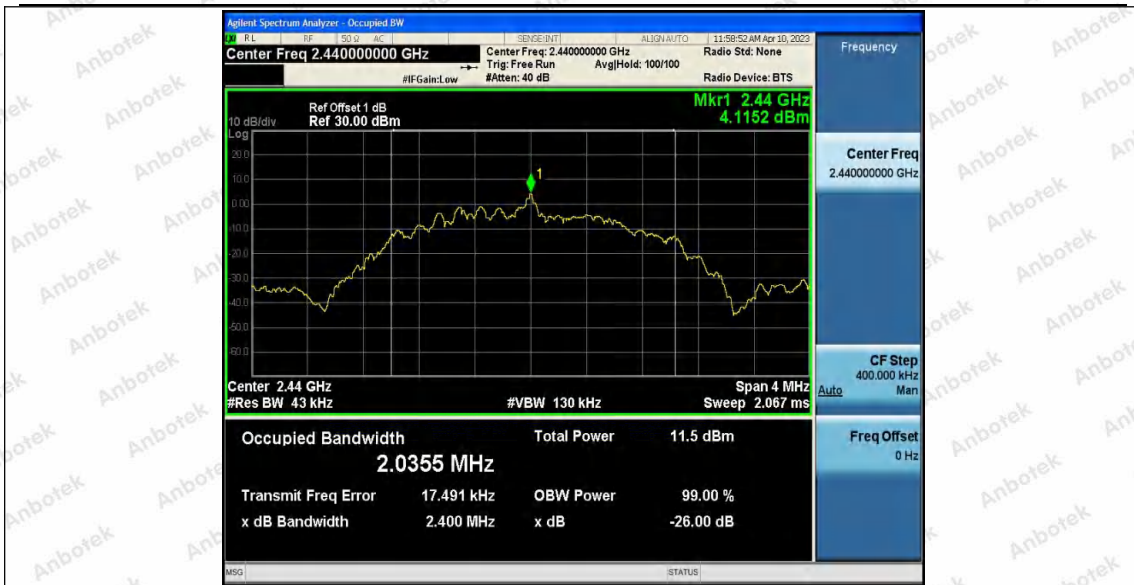 Agilent Spectrum Analyzer - Occupied BW
RL RF 50 Ω AC SENSE:INT ALIGN AUTO 11:58:52 AM Apr 10, 2023
Center Freq 2.440000000 GHz
Center Freq: 2.440000000 GHz Radio Std: None
Trig: Free Run Avg|Hold: 100/100
#IFGain:Low #Atten: 40 dB Radio Device: BTS
Frequency
Mkr1 2.44 GHz
4.1152 dBm
Ref Offset 1 dB
10 dB/div Ref 30.00 dBm
Log
20.0
10.0
0.00
-10.0
-20.0
-30.0
-40.0
-50.0
-60.0
1
Center 2.44 GHz Span 4 MHz
#Res BW 43 kHz #VBW 130 kHz Sweep 2.067 ms
Center Freq
2.440000000 GHz
CF Step
400.000 kHz
Auto Man
Freq Offset
0 Hz
Occupied Bandwidth Total Power 11.5 dBm
2.0355 MHz
Transmit Freq Error 17.491 kHz OBW Power 99.00 %
x dB Bandwidth 2.400 MHz x dB -26.00 dB
MSG STATUS
Anbotek